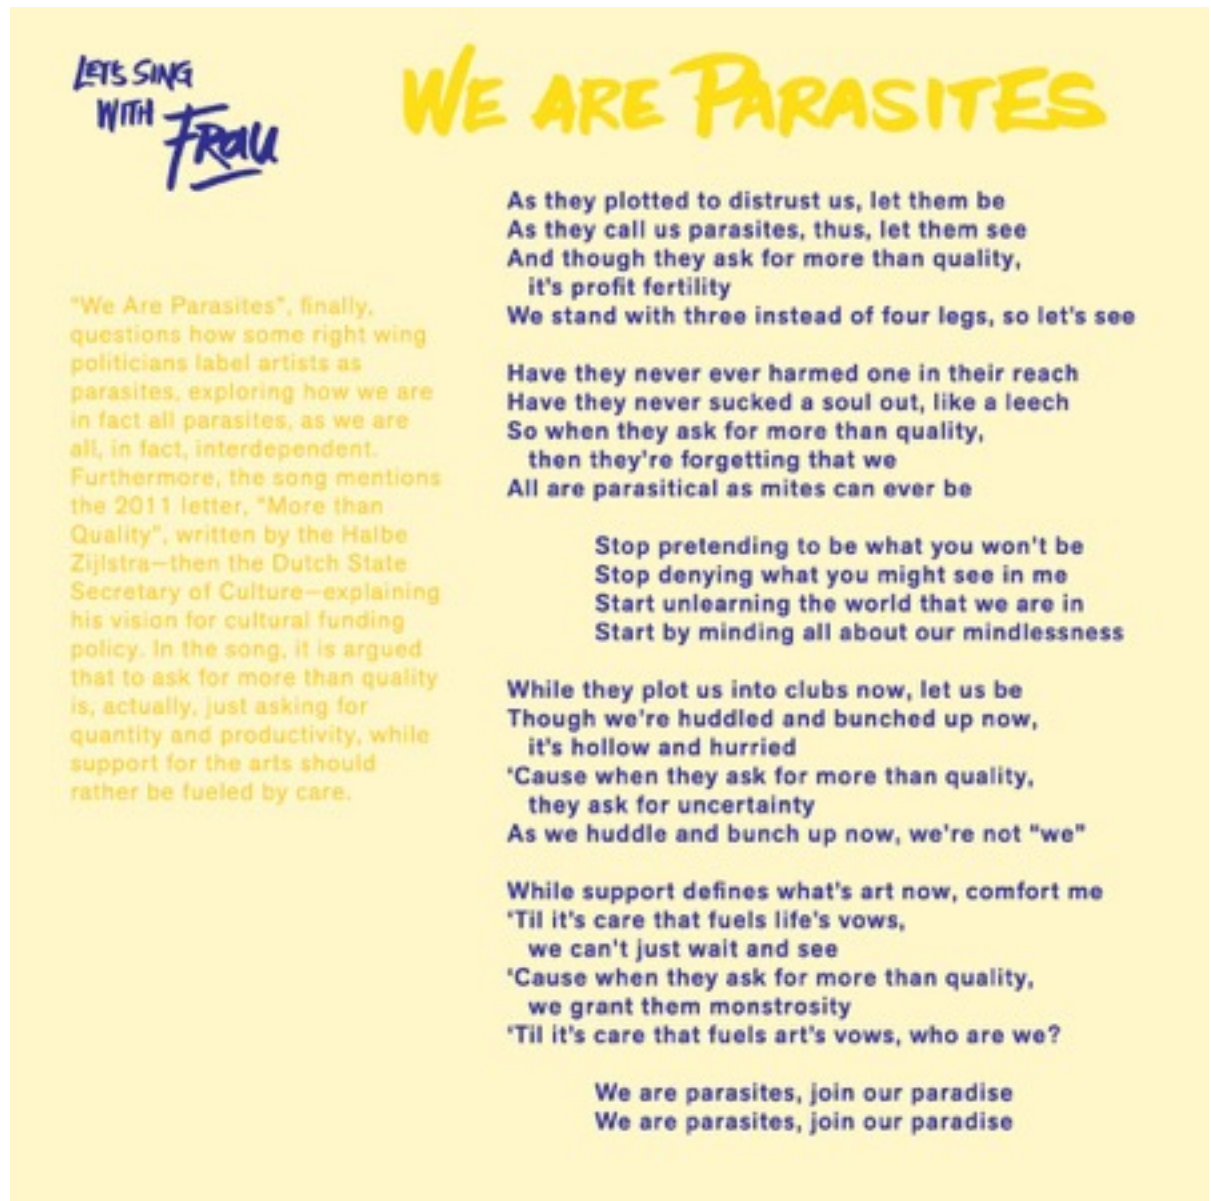 LET'S SING
WITH
FRAU
WE ARE PARASITES
"We Are Parasites", finally,
questions how some right wing
politicians label artists as
parasites, exploring how we are
in fact all parasites, as we are
all, in fact, interdependent.
Furthermore, the song mentions
the 2011 letter, "More than
Quality", written by the Halbe
Zijlstra—then the Dutch State
Secretary of Culture—explaining
his vision for cultural funding
policy. In the song, it is argued
that to ask for more than quality
is, actually, just asking for
quantity and productivity, while
support for the arts should
rather be fueled by care.
As they plotted to distrust us, let them be
As they call us parasites, thus, let them see
And though they ask for more than quality,
it's profit fertility
We stand with three instead of four legs, so let's see
Have they never ever harmed one in their reach
Have they never sucked a soul out, like a leech
So when they ask for more than quality,
then they're forgetting that we
All are parasitical as mites can ever be
Stop pretending to be what you won't be
Stop denying what you might see in me
Start unlearning the world that we are in
Start by minding all about our mindlessness
While they plot us into clubs now, let us be
Though we're huddled and bunched up now,
it's hollow and hurried
'Cause when they ask for more than quality,
they ask for uncertainty
As we huddle and bunch up now, we're not "we"
While support defines what's art now, comfort me
'Til it's care that fuels life's vows,
we can't just wait and see
'Cause when they ask for more than quality,
we grant them monstrosity
'Til it's care that fuels art's vows, who are we?
We are parasites, join our paradise
We are parasites, join our paradise